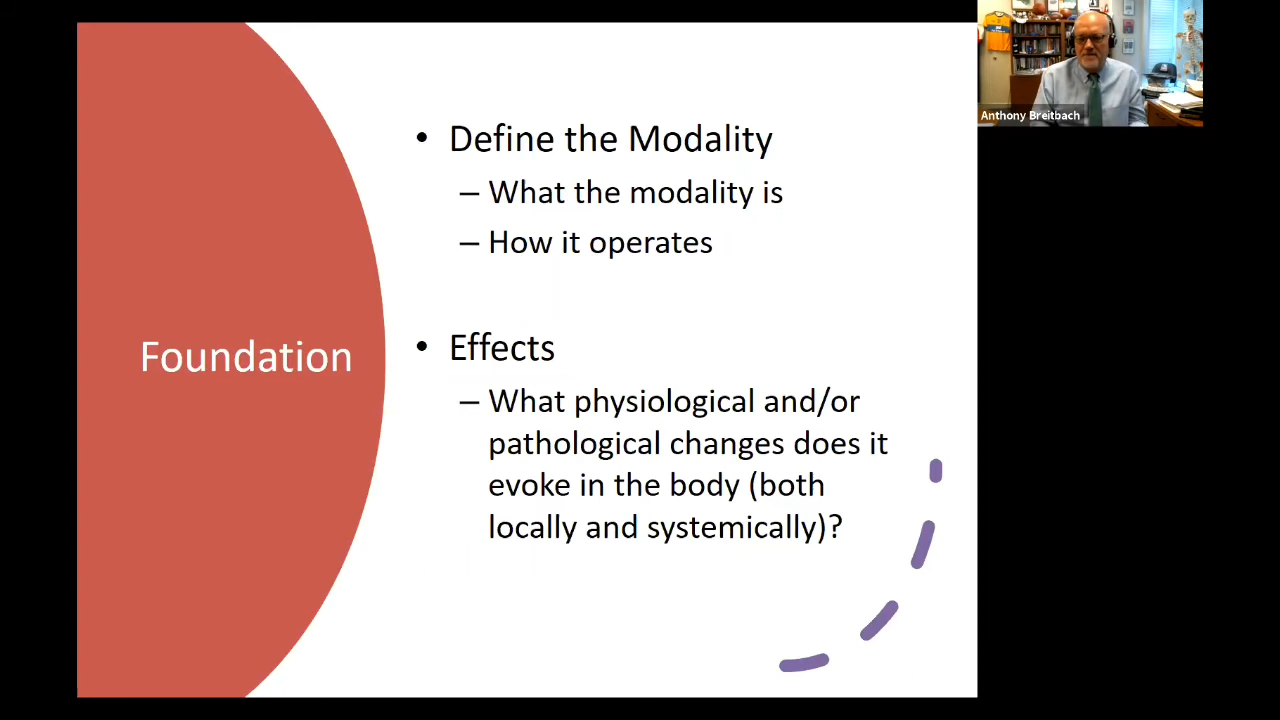 Foundation
• Define the Modality
– What the modality is
– How it operates
• Effects
– What physiological and/or
pathological changes does it
evoke in the body (both
locally and systemically)?
Anthony Breitbach